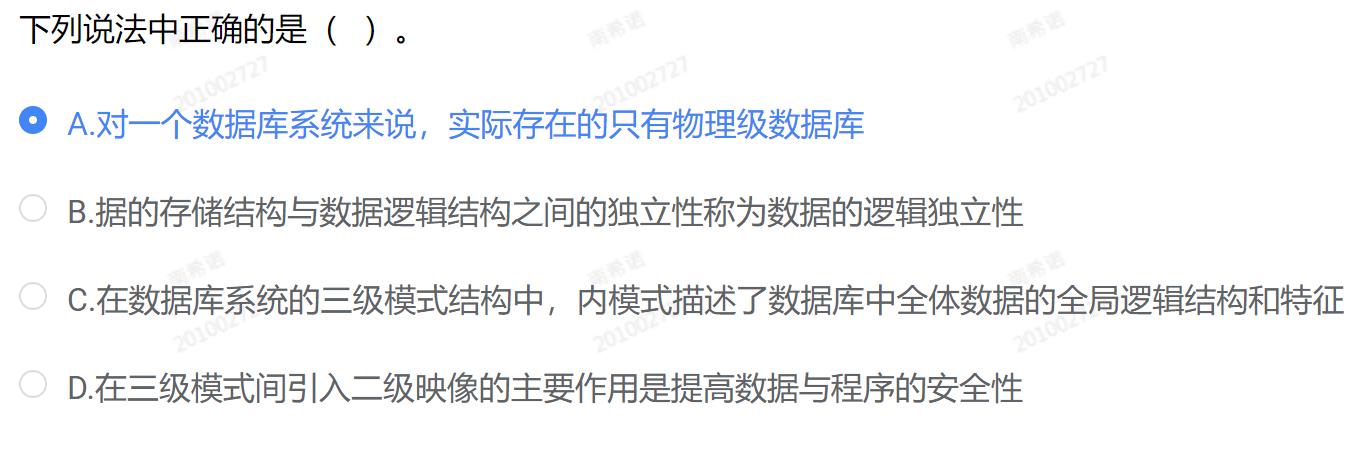 下列说法中正确的是（ ）。
南希诺
南希诺
201002727
201002727
201002727
A.对一个数据库系统来说，实际存在的只有物理级数据库
B.据的存储结构与数据逻辑结构之间的独立性称为数据的逻辑独立性
南希诺
南希诺
南希诺
C.在数据库系统的三级模式结构中，内模式描述了数据库中全体数据的全局逻辑结构和特征
201002727
201002727
201002727
D.在三级模式间引入二级映像的主要作用是提高数据与程序的安全性